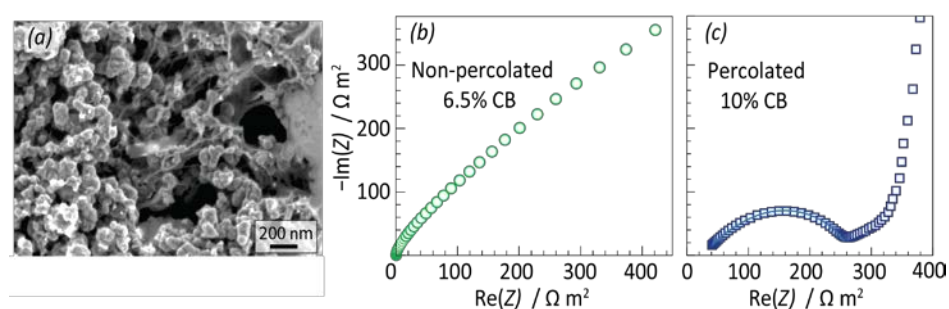 (a)
200 nm
(b)
Non-percolated
6.5% CB
−Im(Z) / Ω m²
300
200
100
0 100 200 300 400
Re(Z) / Ω m²
(c)
Percolated
10% CB
0 100 200 300 400
Re(Z) / Ω m²